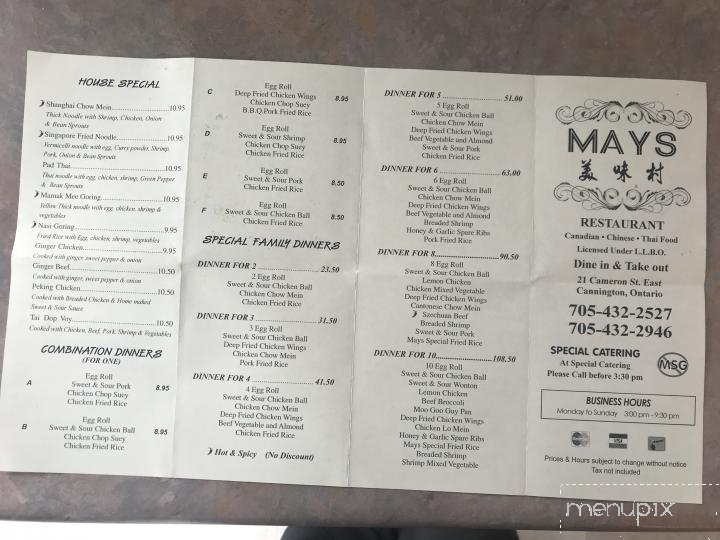 HOUSE SPECIAL
Shanghai Chow Mein..........10.95
Thick Noodle with Shrimp, Chicken, Onion
& Bean Sprouts
Singapore Fried Noodle..........10.95
Vermicelli noodle with egg, Curry powder, Shrimp,
Pork, Onion & Bean Sprouts
Pad Thai..........10.95
Thai noodle with egg, chicken, shrimp, Green Pepper
& Bean Sprouts
Mamak Mee Goring..........10.95
Yellow Thick noodle with egg, chicken, shrimp &
vegetables
Nasi Goring..........9.95
Fried Rice with Egg, chicken, shrimp, vegetables
Ginger Chicken..........9.95
Cooked with ginger, sweet pepper & onion
Ginger Beef..........10.50
Cooked with ginger, sweet pepper & onion
Peking Chicken..........10.50
Cooked with Breaded Chicken & Home maked
Sweet & Sour Sauce
Tai Dop Voy..........10.50
Cooked with Chicken, Beef, Pork, Shrimp & Vegetables
COMBINATION DINNERS
(FOR ONE)
Egg Roll
A Sweet & Sour Pork 8.95
Chicken Chop Suey
Chicken Fried Rice
Egg Roll
B Sweet & Sour Chicken Ball 8.95
Chicken Chop Suey
Chicken Fried Rice
Egg Roll
C Deep Fried Chicken Wings 8.95
Chicken Chop Suey
B.B.Q.Pork Fried Rice
Egg Roll
D Sweet & Sour Chicken 8.95
Chicken Chop Suey
Chicken Fried Rice
Egg Roll
E Sweet & Sour Pork 8.50
Chicken Fried Rice
Egg Roll
F Sweet & Sour Chicken Ball 8.50
Chicken Fried Rice
SPECIAL FAMILY DINNERS
DINNER FOR 2 ..........23.50
2 Egg Roll
Sweet & Sour Chicken Ball
Chicken Chow Mein
Chicken Fried Rice
DINNER FOR 3..........31.50
3 Egg Roll
Sweet & Sour Chicken Ball
Deep Fried Chicken Wings
Chicken Chow Mein
Pork Fried Rice
DINNER FOR 4 ..........41.50
4 Egg Roll
Sweet & Sour Chicken Ball
Chicken Chow Mein
Deep Fried Chicken Wings
Beef Vegetable and Almond
Chicken Fried Rice
Hot & Spicy (No Discount)
DINNER FOR 5 ..........51.00
5 Egg Roll
Sweet & Sour Chicken Ball
Chicken Chow Mein
Deep Fried Chicken Wings
Beef Vegetable and Almond
Sweet & Sour Pork
Chicken Fried Rice
DINNER FOR 6 ..........63.00
6 Egg Roll
Sweet & Sour Chicken Ball
Chicken Chow Mein
Deep Fried Chicken Wings
Beef Vegetable and Almond
Breaded Shrimp
Honey & Garlic Spare Ribs
Pork Fried Rice
DINNER FOR 8..........90.50
8 Egg Roll
Sweet & Sour Chicken Ball
Lemon Chicken
Chicken Mixed Vegetable
Deep Fried Chicken Wings
Cantonese Chow Mein
Szechuan Beef
Breaded Shrimp
Sweet & Sour Pork
Mays Special Fried Rice
DINNER FOR 10..........108.50
10 Egg Roll
Sweet & Sour Chicken Ball
Sweet & Sour Wonton
Lemon Chicken
Beef Broccoli
Moo Goo Guy Pan
Deep Fried Chicken Wings
Chicken Lo Mein
Honey & Garlic Spare Ribs
Mays Special Fried Rice
Breaded Shrimp
Shrimp Mixed Vegetable
MAYS
美味村
RESTAURANT
Canadian • Chinese • Thai Food
Licensed Under L.L.B.O.
Dine in & Take out
21 Cameron St. East
Cannington, Ontario
705-432-2527
705-432-2946
SPECIAL CATERING
At Special Catering
Please Call before 3:30 pm
MSG
BUSINESS HOURS
Monday to Sunday 3:00 pm - 9:30 pm
VISA
Prices & Hours subject to change without notice
Tax not included
menupix